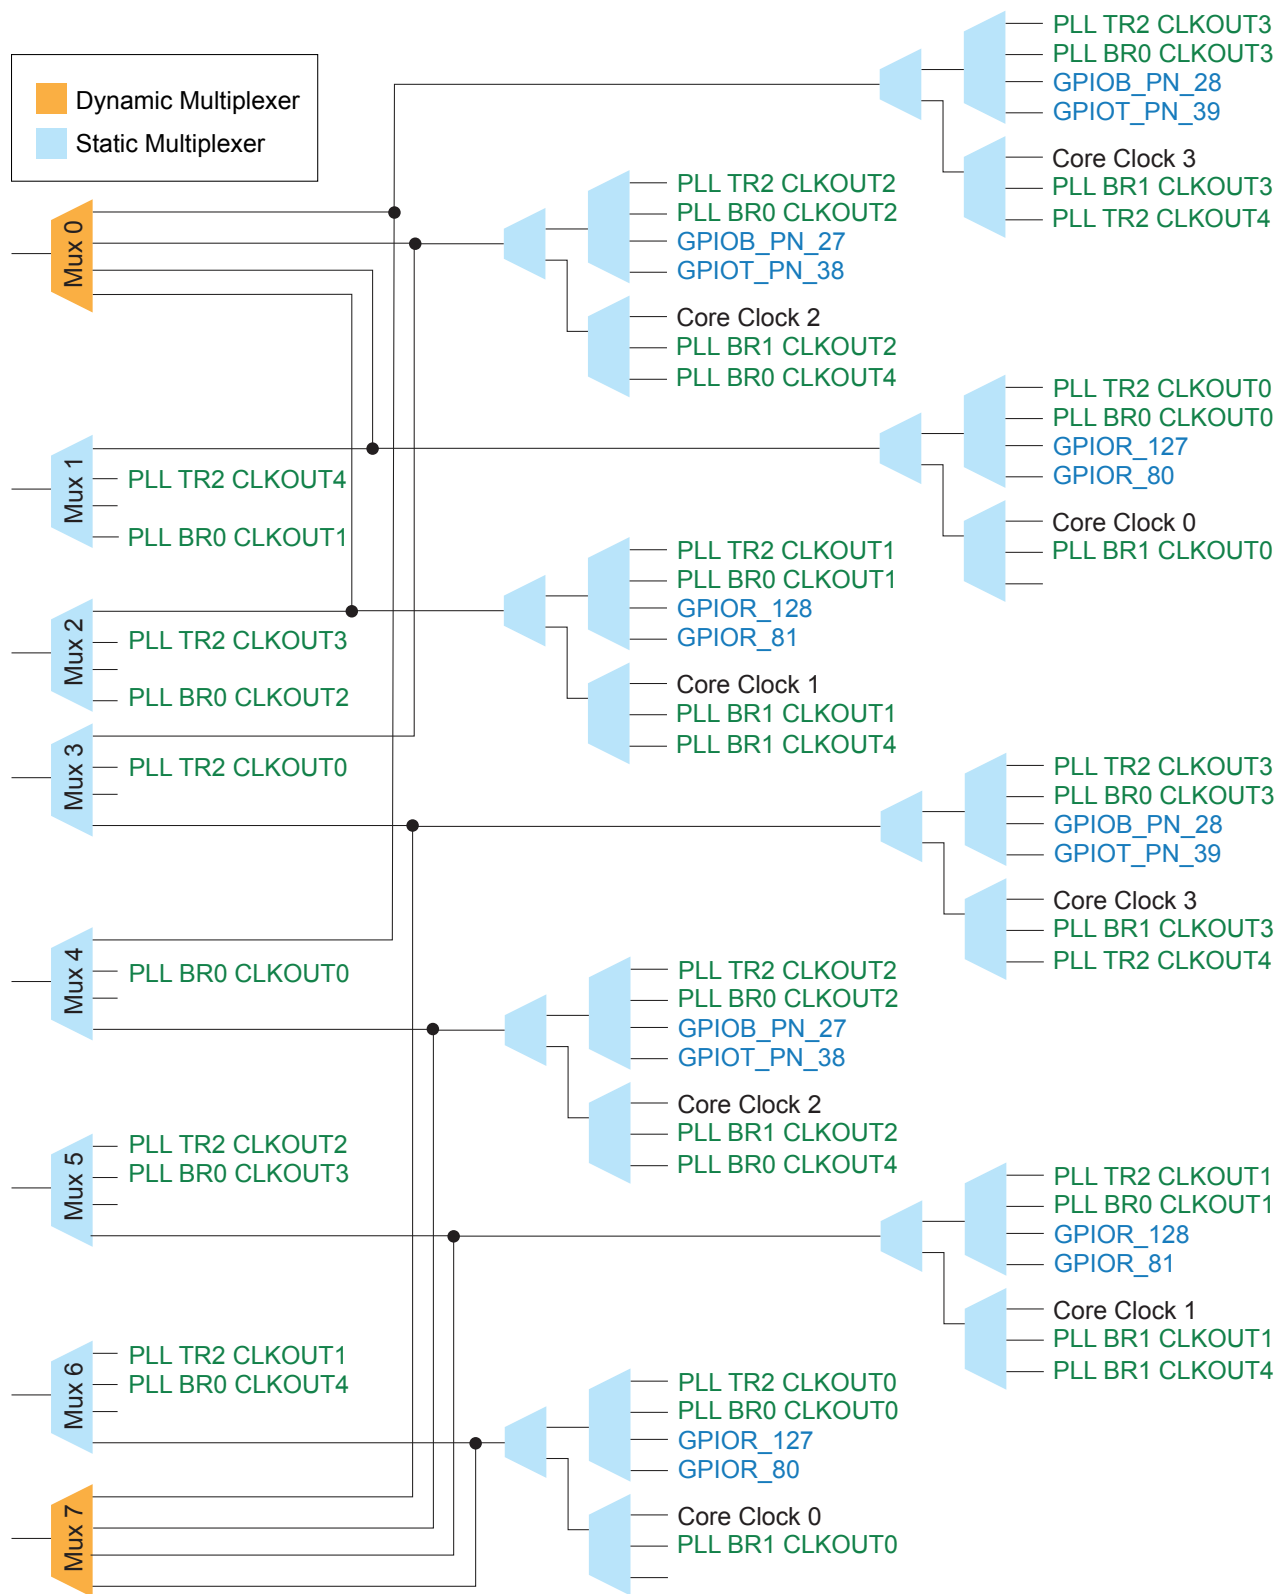 Dynamic Multiplexer
Static Multiplexer
PLL TR2 CLKOUT3
PLL BR0 CLKOUT3
GPIOB_PN_28
GPIOT_PN_39
Core Clock 3
PLL BR1 CLKOUT3
PLL TR2 CLKOUT4
Mux 0
PLL TR2 CLKOUT2
PLL BR0 CLKOUT2
GPIOB_PN_27
GPIOT_PN_38
Core Clock 2
PLL BR1 CLKOUT2
PLL BR0 CLKOUT4
PLL TR2 CLKOUT0
PLL BR0 CLKOUT0
GPIOR_127
GPIOR_80
Core Clock 0
PLL BR1 CLKOUT0
Mux 1
PLL TR2 CLKOUT4
PLL BR0 CLKOUT1
PLL TR2 CLKOUT1
PLL BR0 CLKOUT1
GPIOR_128
GPIOR_81
Core Clock 1
PLL BR1 CLKOUT1
PLL BR1 CLKOUT4
Mux 2
PLL TR2 CLKOUT3
PLL BR0 CLKOUT2
Mux 3
PLL TR2 CLKOUT0
PLL TR2 CLKOUT3
PLL BR0 CLKOUT3
GPIOB_PN_28
GPIOT_PN_39
Core Clock 3
PLL BR1 CLKOUT3
PLL TR2 CLKOUT4
Mux 4
PLL BR0 CLKOUT0
PLL TR2 CLKOUT2
PLL BR0 CLKOUT2
GPIOB_PN_27
GPIOT_PN_38
Core Clock 2
PLL BR1 CLKOUT2
PLL BR0 CLKOUT4
Mux 5
PLL TR2 CLKOUT2
PLL BR0 CLKOUT3
PLL TR2 CLKOUT1
PLL BR0 CLKOUT1
GPIOR_128
GPIOR_81
Core Clock 1
PLL BR1 CLKOUT1
PLL BR1 CLKOUT4
Mux 6
PLL TR2 CLKOUT1
PLL BR0 CLKOUT4
PLL TR2 CLKOUT0
PLL BR0 CLKOUT0
GPIOR_127
GPIOR_80
Core Clock 0
PLL BR1 CLKOUT0
Mux 7